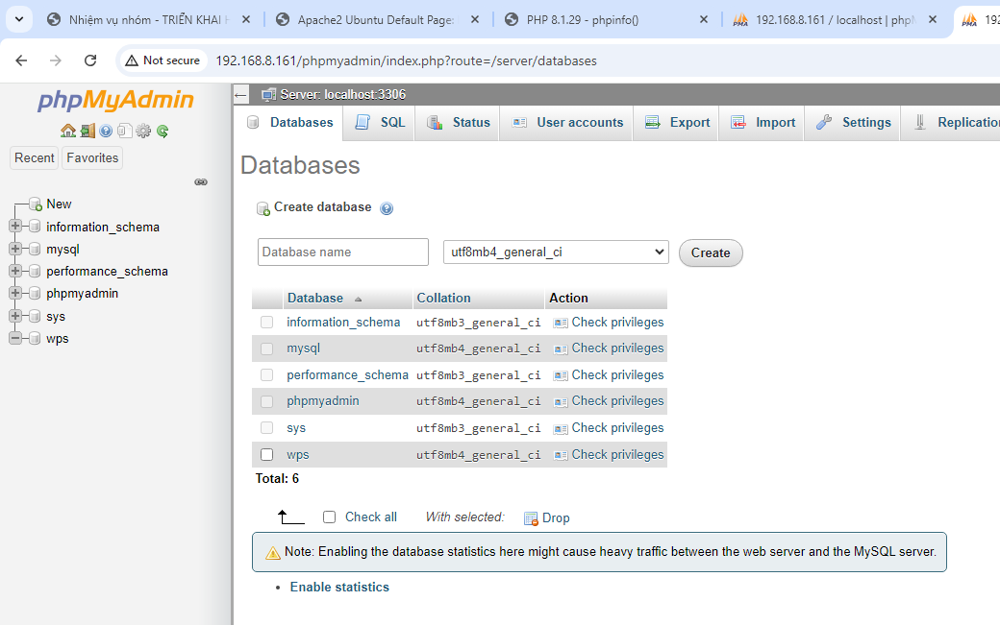 Nhiệm vụ nhóm - TRIỂN KHAI
Apache2 Ubuntu Default Page:
PHP 8.1.29 - phpinfo()
192.168.8.161 / localhost | php
192
Not secure
192.168.8.161/phpmyadmin/index.php?route=/server/databases
phpMyAdmin
Recent
Favorites
New
information_schema
mysql
performance_schema
phpmyadmin
sys
wps
Server: localhost:3306
Databases
SQL
Status
User accounts
Export
Import
Settings
Replication
Databases
Create database
Database name
utf8mb4_general_ci
Create
Database Collation Action
information_schema utf8mb3_general_ci Check privileges
mysql utf8mb4_general_ci Check privileges
performance_schema utf8mb3_general_ci Check privileges
phpmyadmin utf8mb4_general_ci Check privileges
sys utf8mb3_general_ci Check privileges
wps utf8mb4_general_ci Check privileges
Total: 6
Check all With selected: Drop
Note: Enabling the database statistics here might cause heavy traffic between the web server and the MySQL server.
• Enable statistics